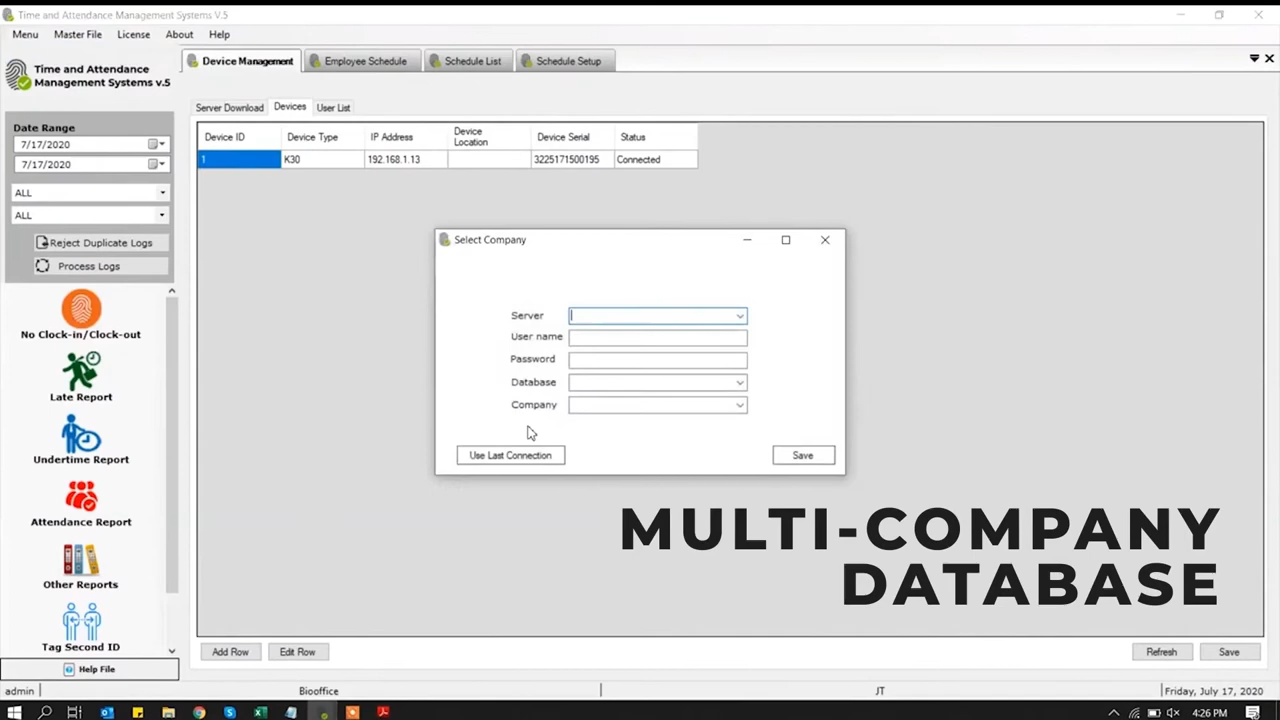 Time and Attendance Management Systems V.5
Menu Master File License About Help
Time and Attendance
Management Systems v.5
Device Management Employee Schedule Schedule List Schedule Setup
Server Download Devices User List
Date Range
7/17/2020
7/17/2020
ALL
ALL
Reject Duplicate Logs
Process Logs
No Clock-in/Clock-out
Late Report
Undertime Report
Attendance Report
Other Reports
Tag Second ID
Help File
Device ID Device Type IP Address Device Location Device Serial Status
1 K30 192.168.1.13 3225171500195 Connected
Select Company
Server
User name
Password
Database
Company
Use Last Connection Save
MULTI-COMPANY
DATABASE
Add Row Edit Row Refresh Save
admin Biooffice JT Friday, July 17, 2020
4:26 PM